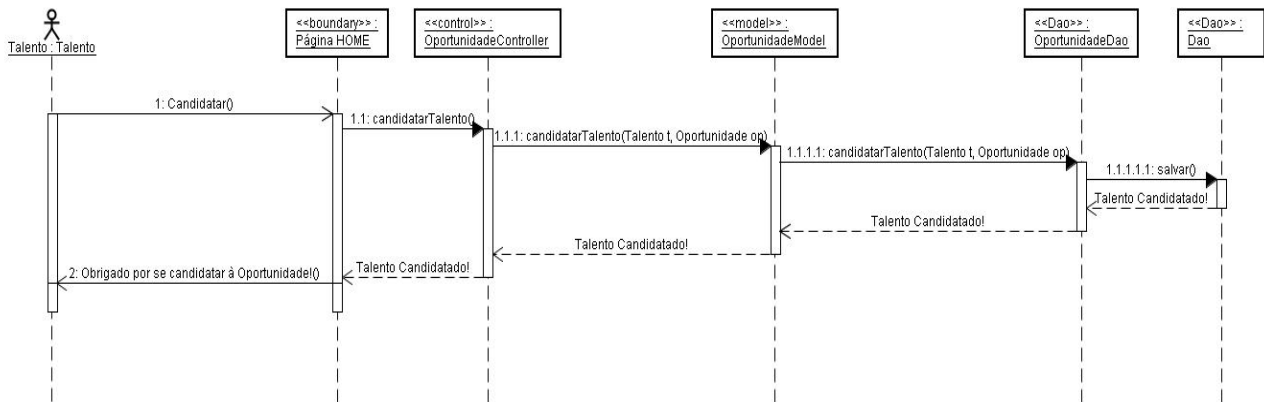 <<boundary>> :
Página HOME
<<control>> :
OportunidadeController
<<model>> :
OportunidadeModel
<<Dao>> :
OportunidadeDao
<<Dao>> :
Dao
Talento : Talento
1: Candidatar()
1.1: candidatarTalento()
1.1.1: candidatarTalento(Talento t, Oportunidade op)
1.1.1.1: candidatarTalento(Talento t, Oportunidade op)
1.1.1.1.1: salvar()
Talento Candidatado!
Talento Candidatado!
Talento Candidatado!
Talento Candidatado!
2: Obrigado por se candidatar à Oportunidade!()